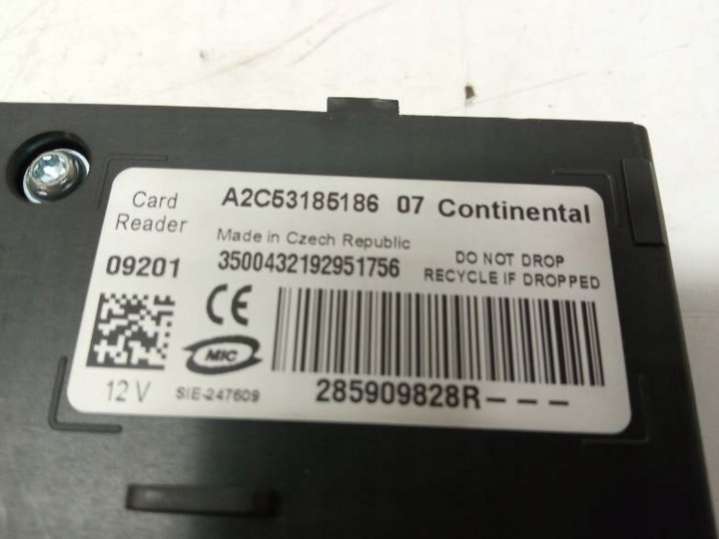 Card Reader
A2C53185186 07 Continental
Made in Czech Republic
09201
3500432192951756
DO NOT DROP
RECYCLE IF DROPPED
CE
MIC
12 V
SIE-247609
285909828R---